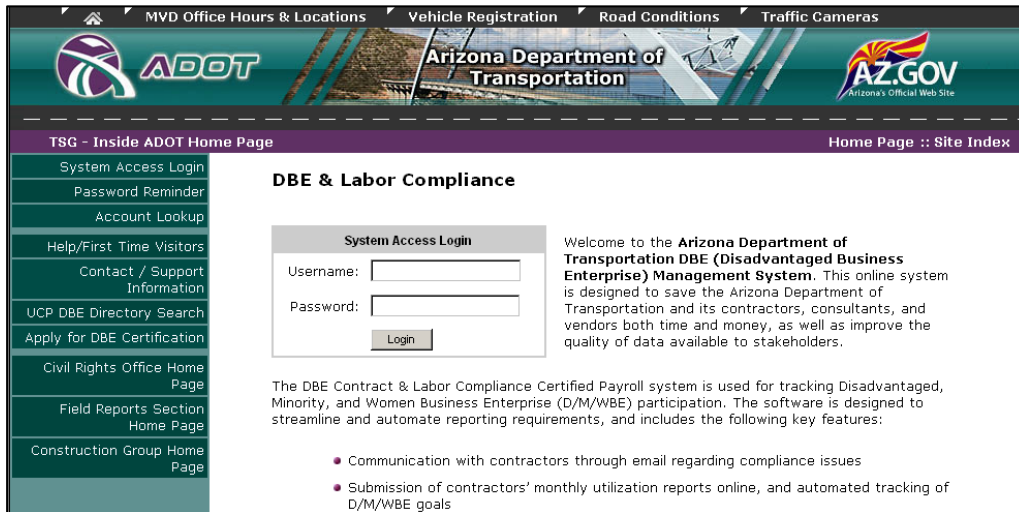 MVD Office Hours & Locations Vehicle Registration Road Conditions Traffic Cameras
ADOT
Arizona Department of
Transportation
AZ.GOV
Arizona's Official Web Site
TSG - Inside ADOT Home Page Home Page :: Site Index
System Access Login
Password Reminder
Account Lookup
Help/First Time Visitors
Contact / Support
Information
UCP DBE Directory Search
Apply for DBE Certification
Civil Rights Office Home
Page
Field Reports Section
Home Page
Construction Group Home
Page
DBE & Labor Compliance
System Access Login
Username:
Password:
Login
Welcome to the Arizona Department of
Transportation DBE (Disadvantaged Business
Enterprise) Management System. This online system
is designed to save the Arizona Department of
Transportation and its contractors, consultants, and
vendors both time and money, as well as improve the
quality of data available to stakeholders.
The DBE Contract & Labor Compliance Certified Payroll system is used for tracking Disadvantaged,
Minority, and Women Business Enterprise (D/M/WBE) participation. The software is designed to
streamline and automate reporting requirements, and includes the following key features:
Communication with contractors through email regarding compliance issues
Submission of contractors' monthly utilization reports online, and automated tracking of
D/M/WBE goals